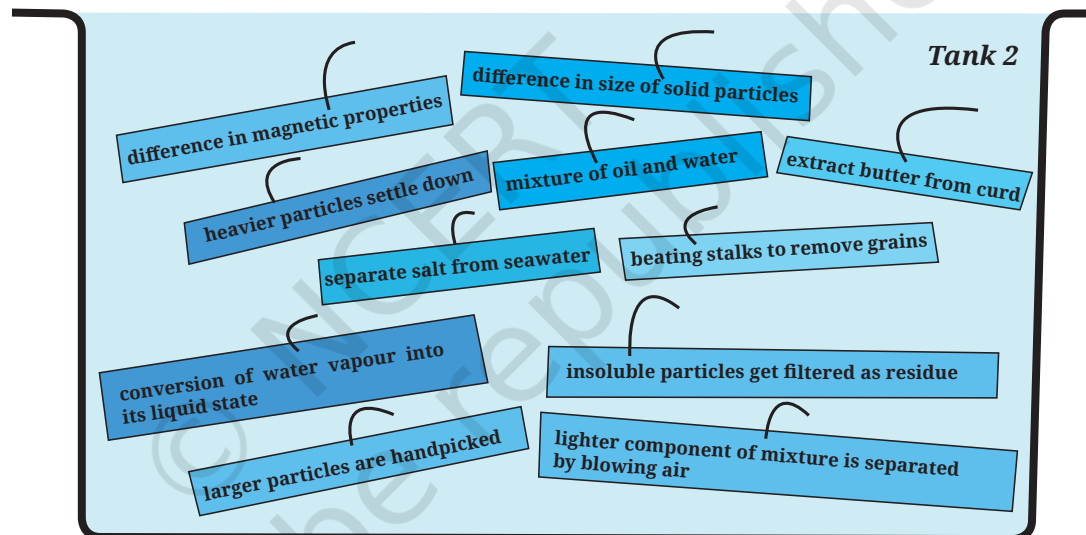 Tank 2
difference in size of solid particles
difference in magnetic properties
mixture of oil and water
extract butter from curd
heavier particles settle down
separate salt from seawater
beating stalks to remove grains
conversion of water vapour into
its liquid state
insoluble particles get filtered as residue
larger particles are handpicked
lighter component of mixture is separated
by blowing air
© NCERT
be republishe